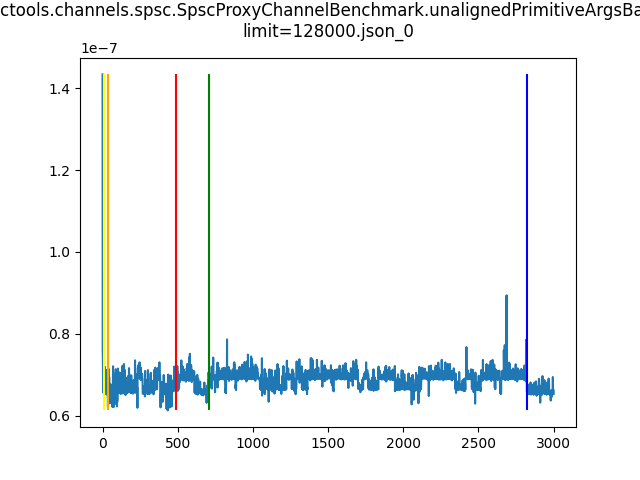 ctools.channels.spsc.SpscProxyChannelBenchmark.unalignedPrimitiveArgsBa
limit=128000.json_0
1e−7
1.4
1.2
1.0
0.8
0.6
0 500 1000 1500 2000 2500 3000